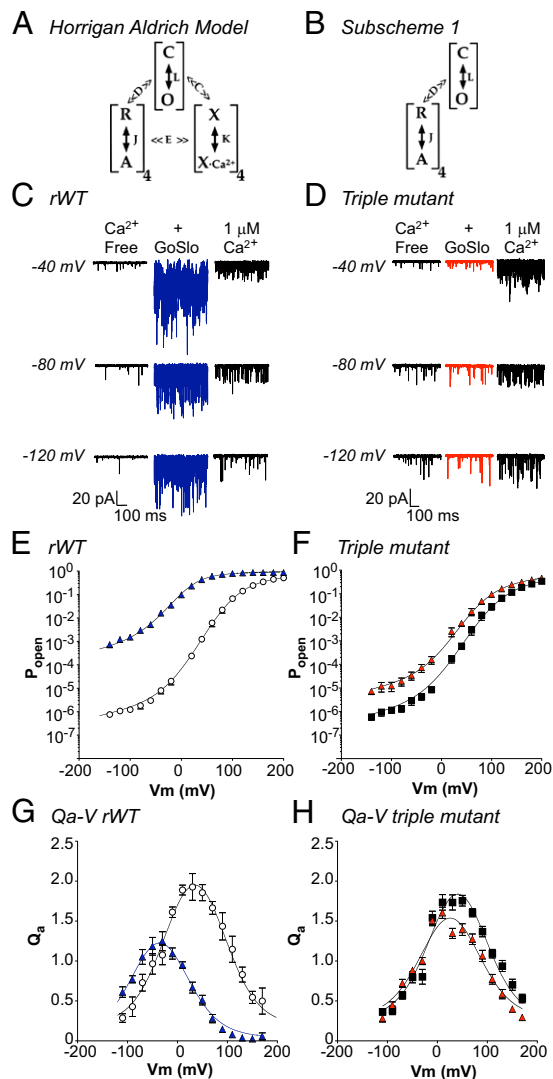 A Horrigan Aldrich Model
B Subscheme 1
C
L
O
<<D>>
<<C>>
R
J
A
4
<<E>>
X
K
X·Ca2+
4
C
L
O
<<D>>
R
J
A
4
C rWT
D Triple mutant
Ca2+ Free
+ GoSlo
1 μM Ca2+
Ca2+ Free
+ GoSlo
1 μM Ca2+
-40 mV
-40 mV
-80 mV
-80 mV
-120 mV
-120 mV
20 pA
100 ms
20 pA
100 ms
E rWT
F Triple mutant
Popen
10^0
10^-1
10^-2
10^-3
10^-4
10^-5
10^-6
10^-7
-200 -100 0 100 200
Vm (mV)
Popen
10^0
10^-1
10^-2
10^-3
10^-4
10^-5
10^-6
10^-7
-200 -100 0 100 200
Vm (mV)
G Qa-V rWT
H Qa-V triple mutant
Qa
2.5
2.0
1.5
1.0
0.5
0
-200 -100 0 100 200
Vm (mV)
Qa
2.5
2.0
1.5
1.0
0.5
0
-200 -100 0 100 200
Vm (mV)